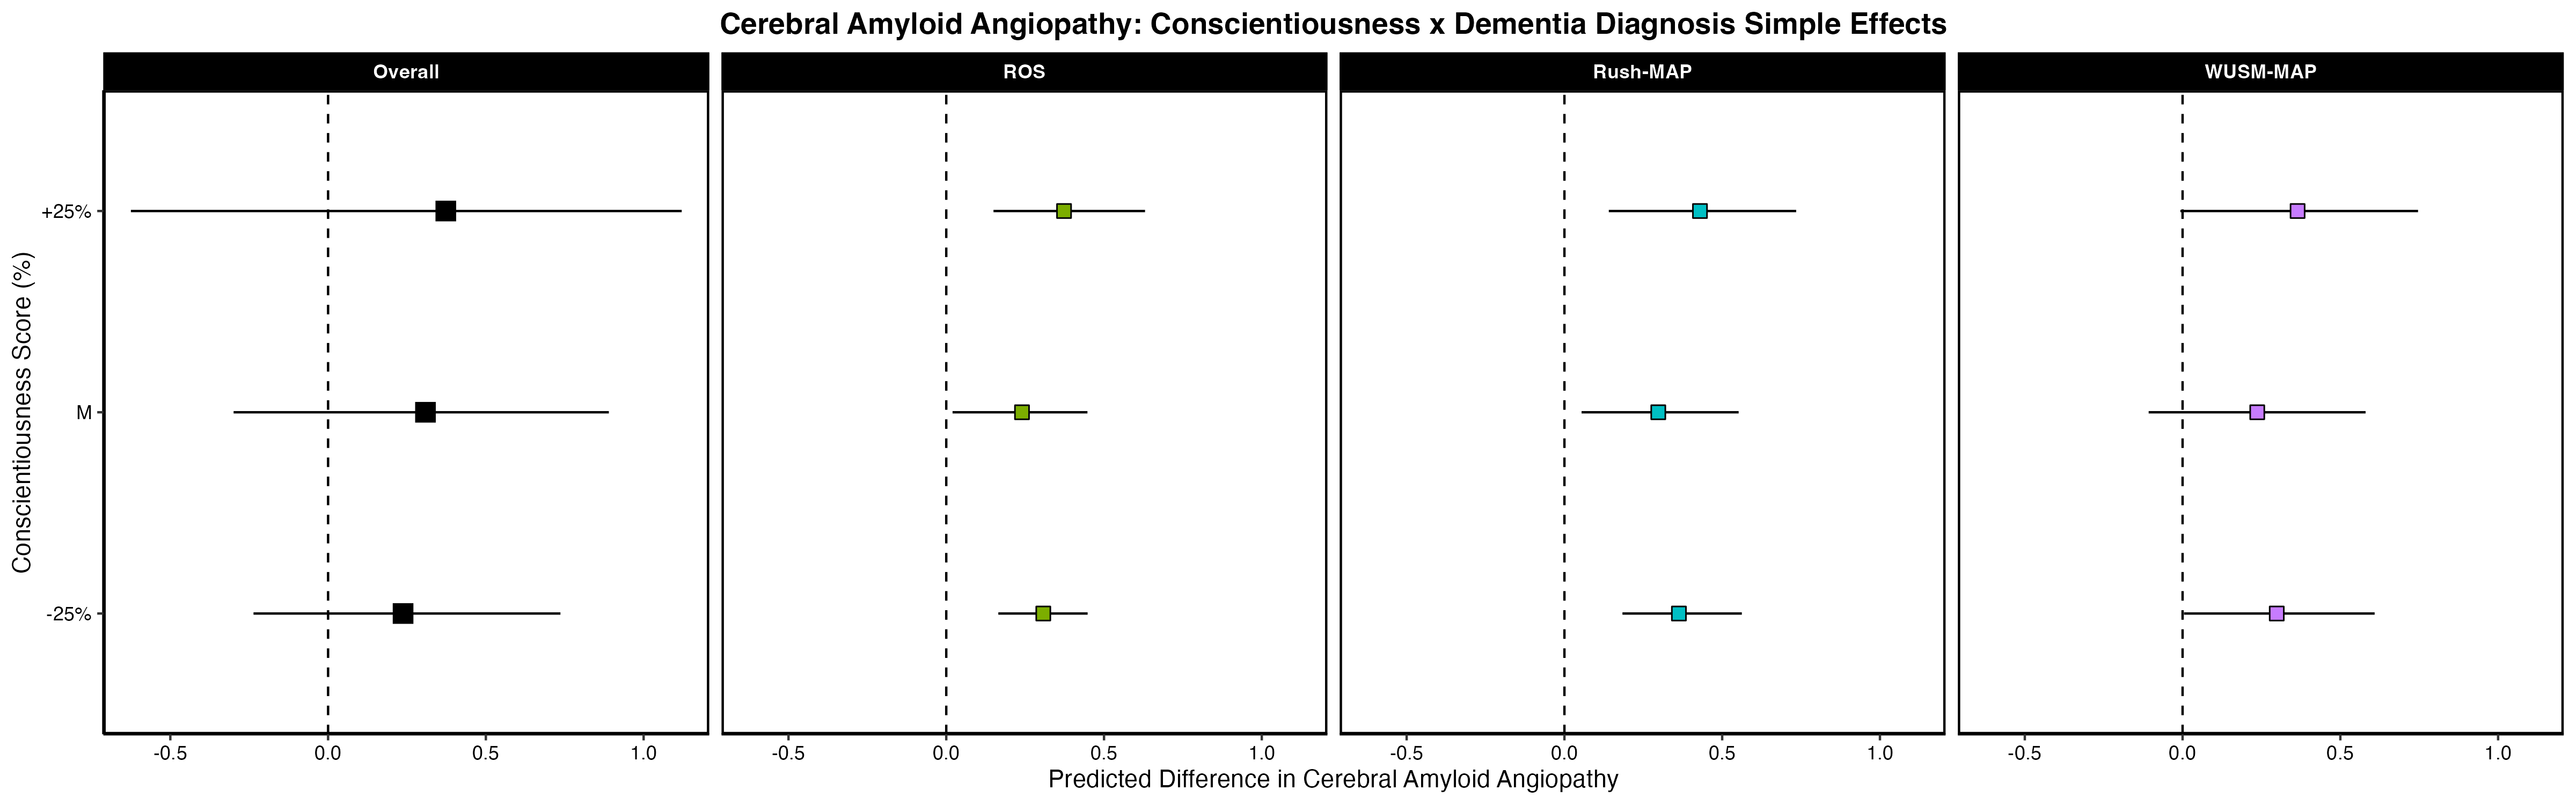 Cerebral Amyloid Angiopathy: Conscientiousness x Dementia Diagnosis Simple Effects
Overall
ROS
Rush-MAP
WUSM-MAP
Conscientiousness Score (%)
+25%
M
-25%
-0.5 0.0 0.5 1.0
-0.5 0.0 0.5 1.0
-0.5 0.0 0.5 1.0
-0.5 0.0 0.5 1.0
Predicted Difference in Cerebral Amyloid Angiopathy